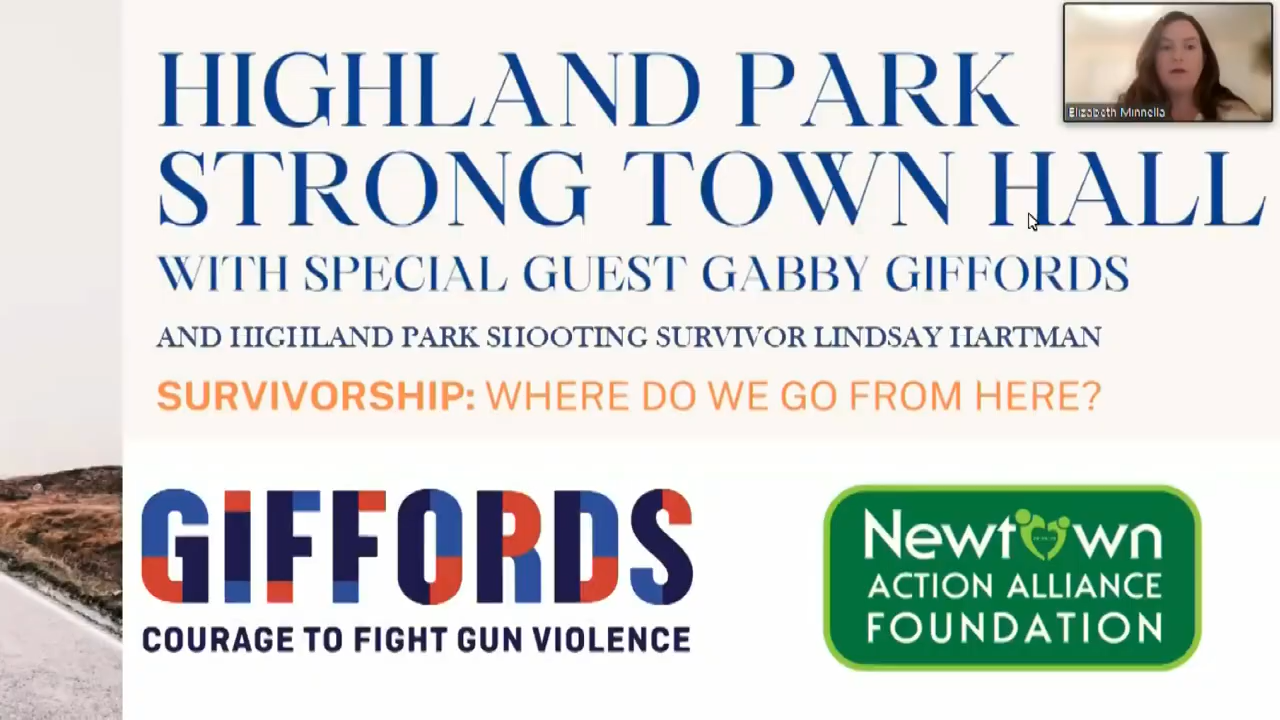 HIGHLAND PARK
STRONG TOWN HALL
WITH SPECIAL GUEST GABBY GIFFORDS
AND HIGHLAND PARK SHOOTING SURVIVOR LINDSAY HARTMAN
SURVIVORSHIP: WHERE DO WE GO FROM HERE?
Elizabeth Minnella
GIFFORDS
COURAGE TO FIGHT GUN VIOLENCE
Newtown
ACTION ALLIANCE
FOUNDATION